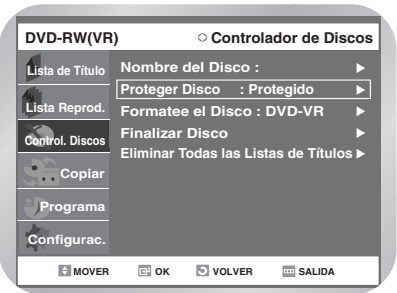 DVD-RW(VR) Controlador de Discos
Lista de Título
Lista Reprod.
Control. Discos
Copiar
Programa
Configurac.
Nombre del Disco :
Proteger Disco : Protegido
Formatee el Disco : DVD-VR
Finalizar Disco
Eliminar Todas las Listas de Títulos
MOVER OK VOLVER SALIDA